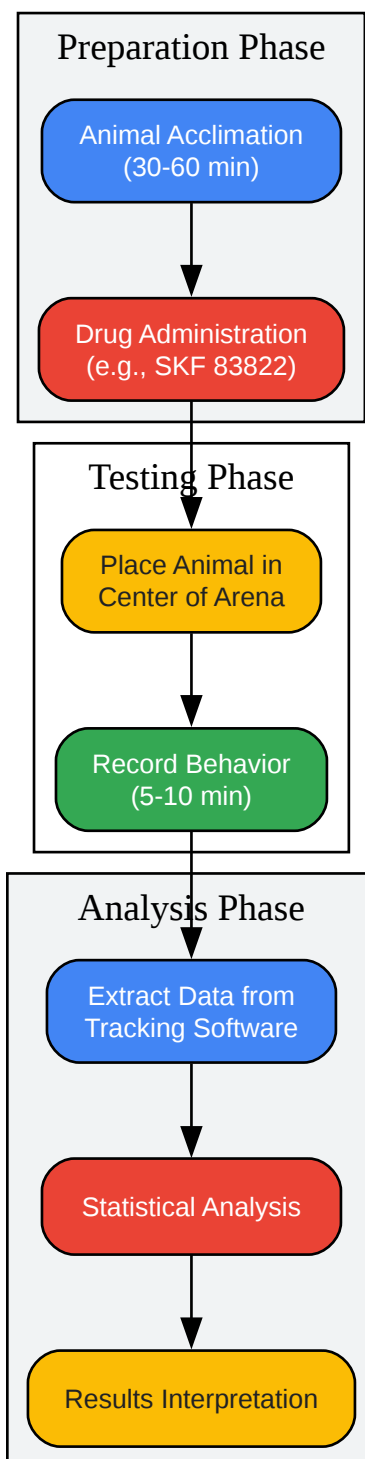 Preparation Phase
Animal Acclimation
(30-60 min)
Drug Administration
(e.g., SKF 83822)
Testing Phase
Place Animal in
Center of Arena
Record Behavior
(5-10 min)
Analysis Phase
Extract Data from
Tracking Software
Statistical Analysis
Results Interpretation